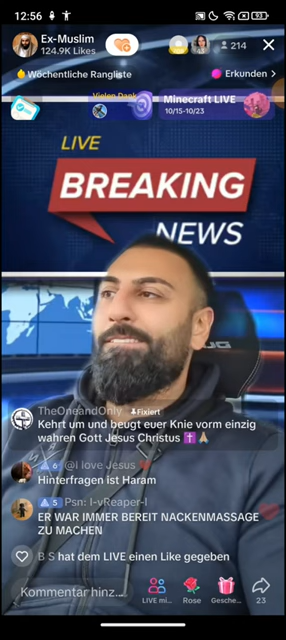 12:56
93
Ex-Muslim
124.9K Likes
214
Wöchentliche Rangliste
Erkunden >
Vielen Dank
Minecraft LIVE
10/15-10/23
LIVE
BREAKING
NEWS
TheOneandOnly Fixiert
Kehrt um und beugt euer Knie vorm einzig
wahren Gott Jesus Christus
6 @I love Jesus
Hinterfragen ist Haram
5 Psn: I-vReaper-I
ER WAR IMMER BEREIT NACKENMASSAGE
ZU MACHEN
B S hat dem LIVE einen Like gegeben
Kommentar hinz...
LIVE mi...
Rose
Gesche...
23